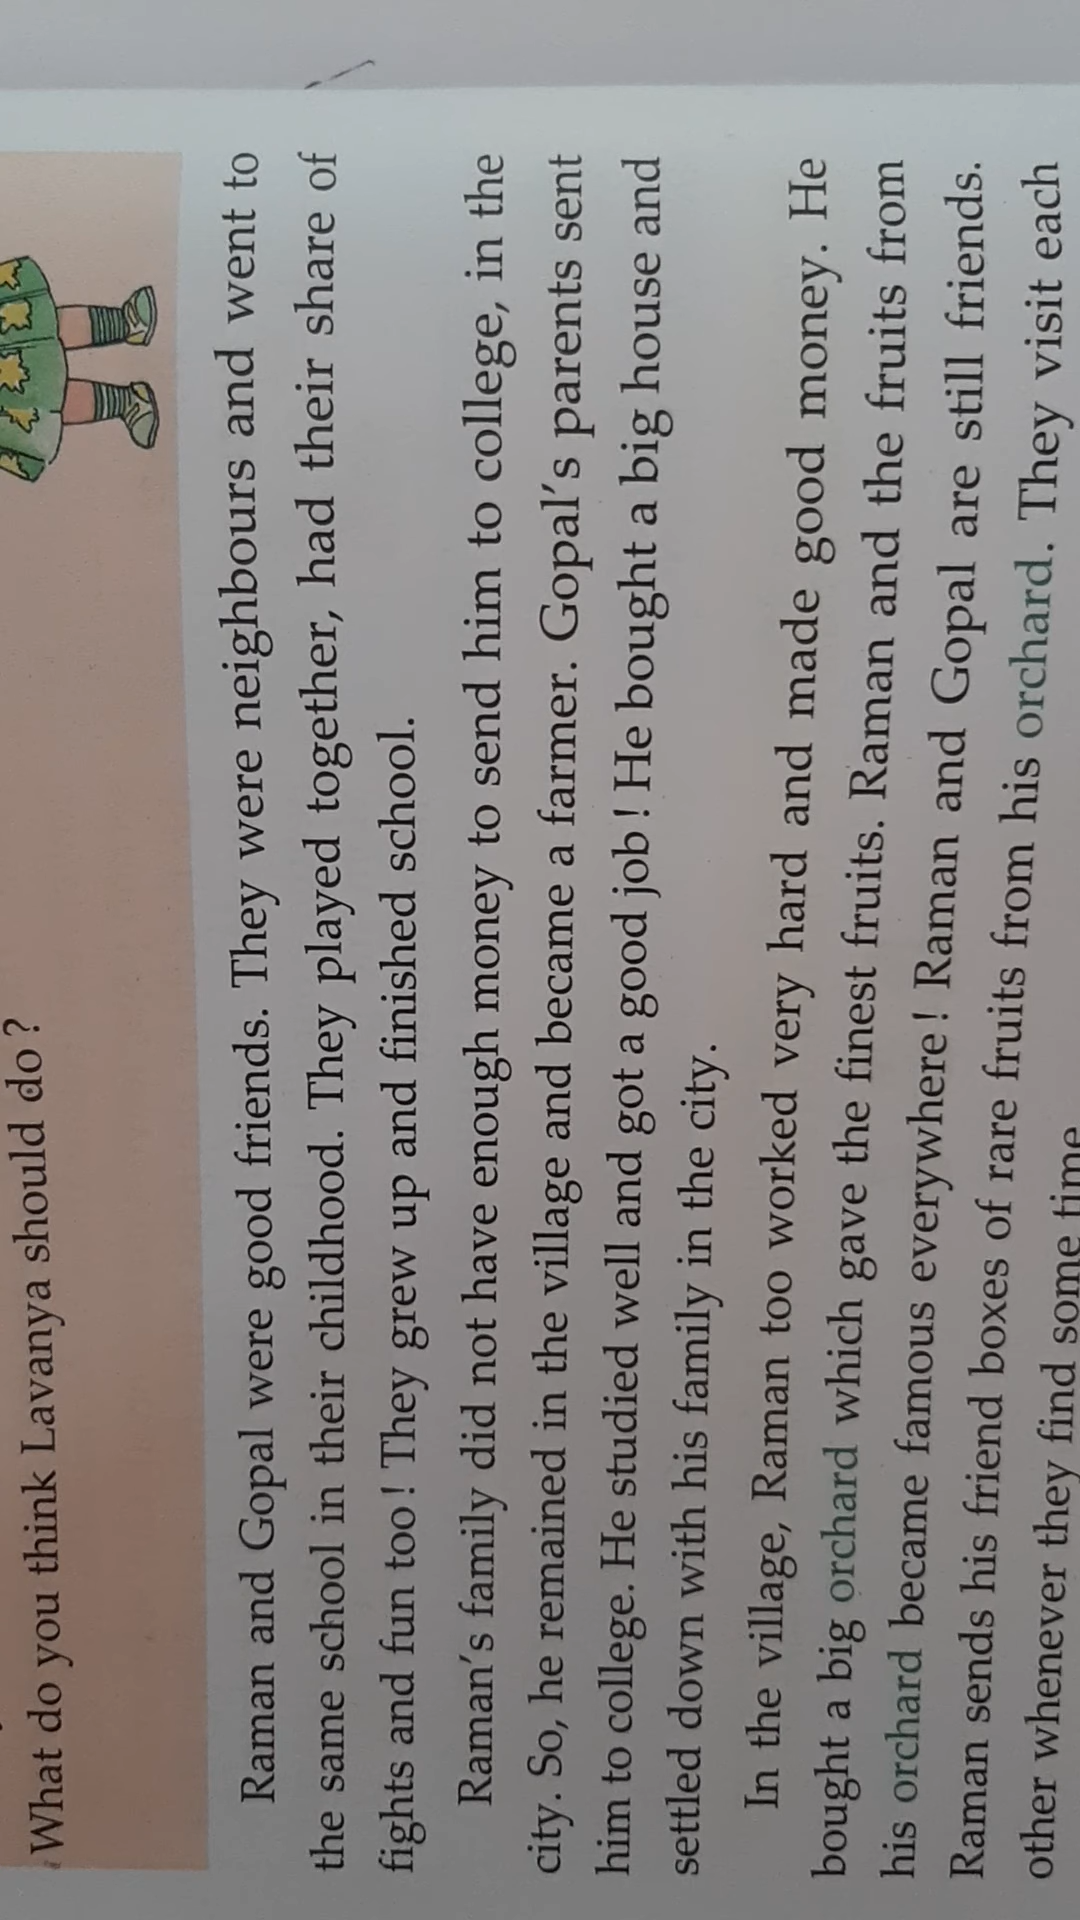 What do you think Lavanya should do?
Raman and Gopal were good friends. They were neighbours and went to
the same school in their childhood. They played together, had their share of
fights and fun too! They grew up and finished school.
Raman's family did not have enough money to send him to college, in the
city. So, he remained in the village and became a farmer. Gopal's parents sent
him to college. He studied well and got a good job! He bought a big house and
settled down with his family in the city.
In the village, Raman too worked very hard and made good money. He
bought a big orchard which gave the finest fruits. Raman and the fruits from
his orchard became famous everywhere! Raman and Gopal are still friends.
Raman sends his friend boxes of rare fruits from his orchard. They visit each
other whenever they find some time